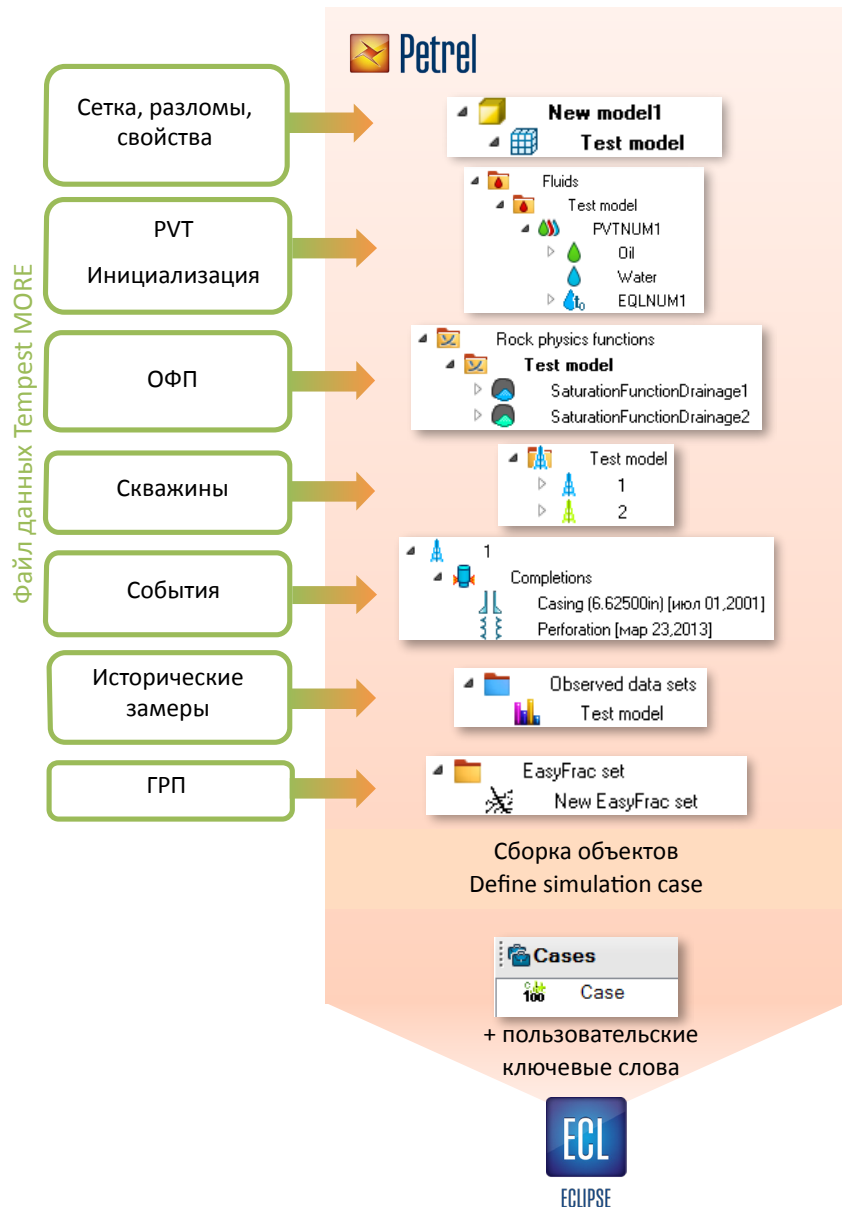 Petrel
Файл данных Tempest MORE
Сетка, разломы,
свойства
New model1
Test model
PVT
Инициализация
Fluids
Test model
PVTNUM1
Oil
Water
EQLNUM1
ОФП
Rock physics functions
Test model
SaturationFunctionDrainage1
SaturationFunctionDrainage2
Скважины
Test model
1
2
События
1
Completions
Casing (6.62500in) [июл 01,2001]
Perforation [мар 23,2013]
Исторические
замеры
Observed data sets
Test model
ГРП
EasyFrac set
New EasyFrac set
Сборка объектов
Define simulation case
Cases
100 Case
+ пользовательские
ключевые слова
ECL
ECLIPSE